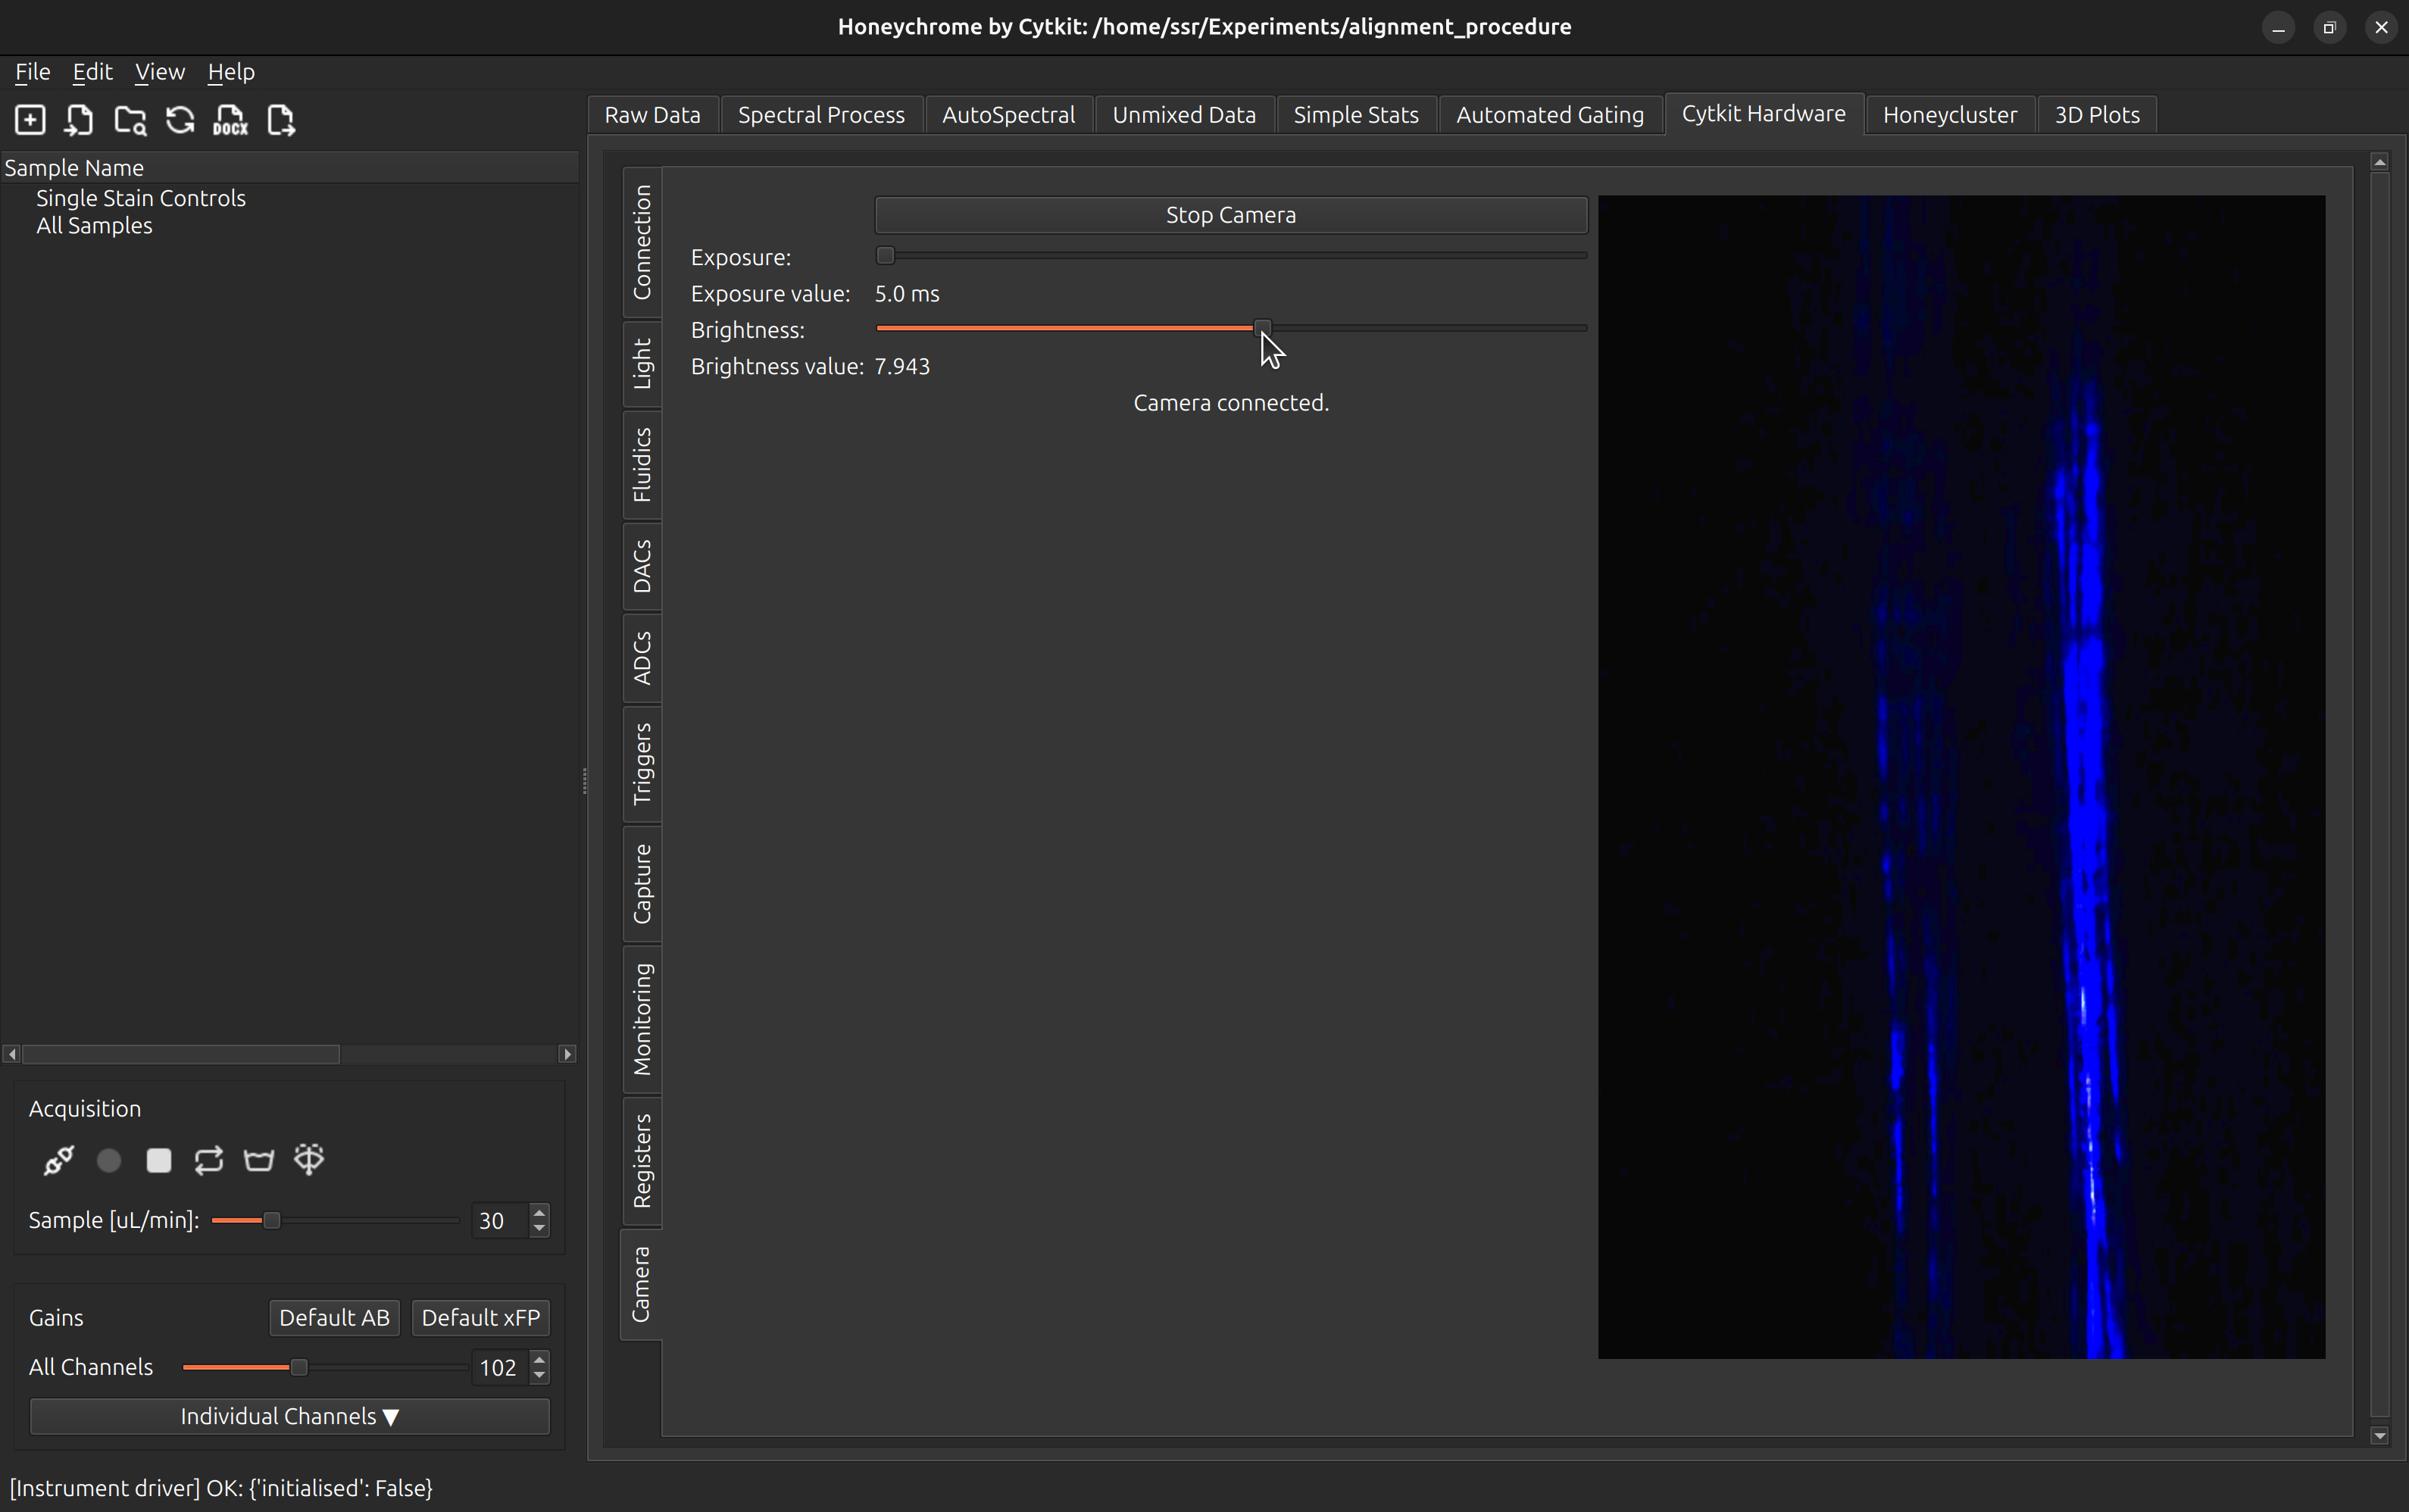 Honeychrome by Cytkit: /home/ssr/Experiments/alignment_procedure
File Edit View Help
DOCX
Raw Data Spectral Process AutoSpectral Unmixed Data Simple Stats Automated Gating Cytkit Hardware Honeycluster 3D Plots
Sample Name
Single Stain Controls
All Samples
Connection
Light
Fluidics
DACs
ADCs
Triggers
Capture
Monitoring
Registers
Camera
Stop Camera
Exposure:
Exposure value: 5.0 ms
Brightness:
Brightness value: 7.943
Camera connected.
Acquisition
Sample [uL/min]: 30
Gains Default AB Default xFP
All Channels 102
Individual Channels ▼
[Instrument driver] OK: {'initialised': False}